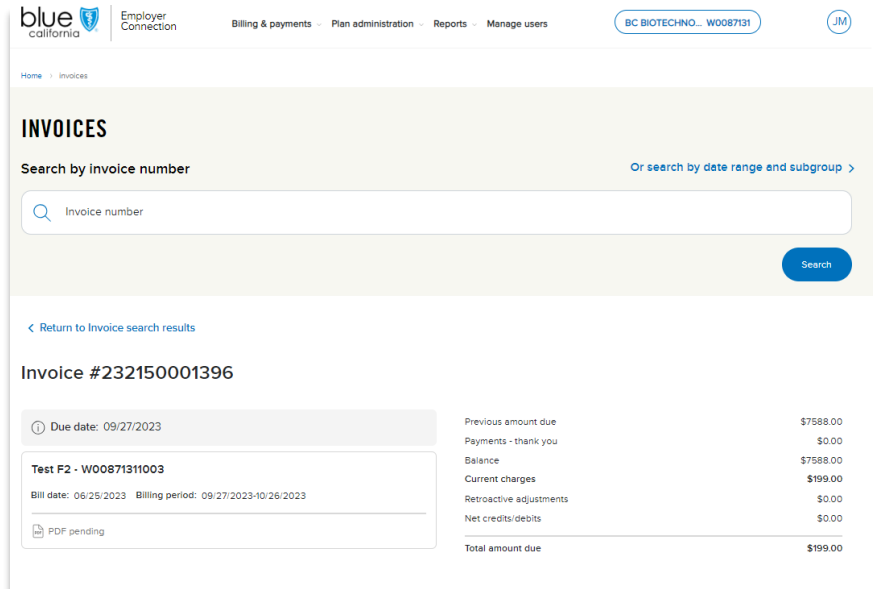 blue
california
Employer
Connection
Billing & payments
Plan administration
Reports
Manage users
BC BIOTECHNO... W0087131
JM
Home > Invoices
INVOICES
Search by invoice number
Or search by date range and subgroup >
Invoice number
Search
< Return to Invoice search results
Invoice #232150001396
Due date: 09/27/2023
Test F2 - W00871311003
Bill date: 06/25/2023 Billing period: 09/27/2023-10/26/2023
PDF pending
Previous amount due $7588.00
Payments - thank you $0.00
Balance $7588.00
Current charges $199.00
Retroactive adjustments $0.00
Net credits/debits $0.00
Total amount due $199.00